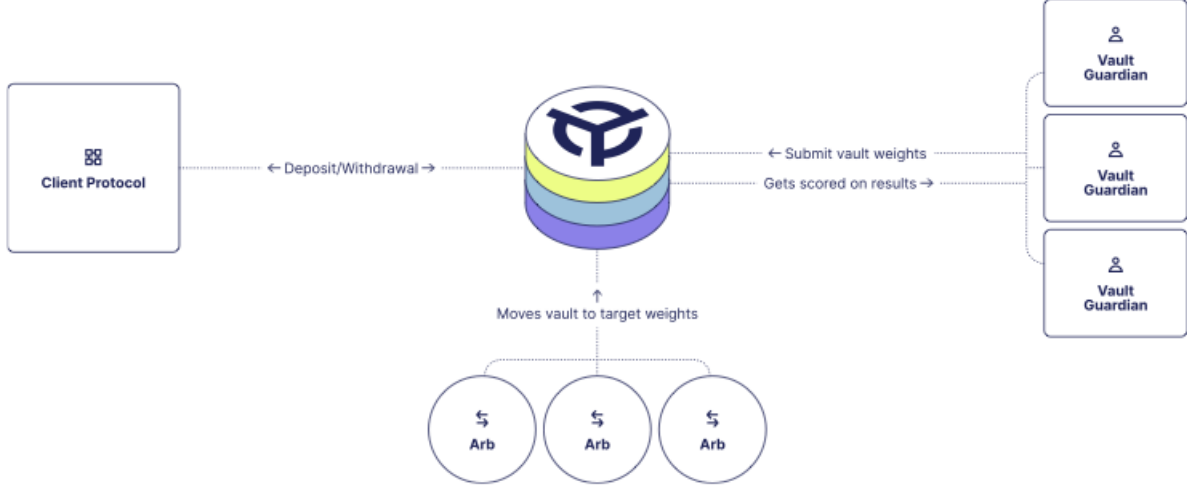 Client Protocol
← Deposit/Withdrawal →
← Submit vault weights
Gets scored on results →
Vault
Guardian
Vault
Guardian
Vault
Guardian
Moves vault to target weights
Arb
Arb
Arb